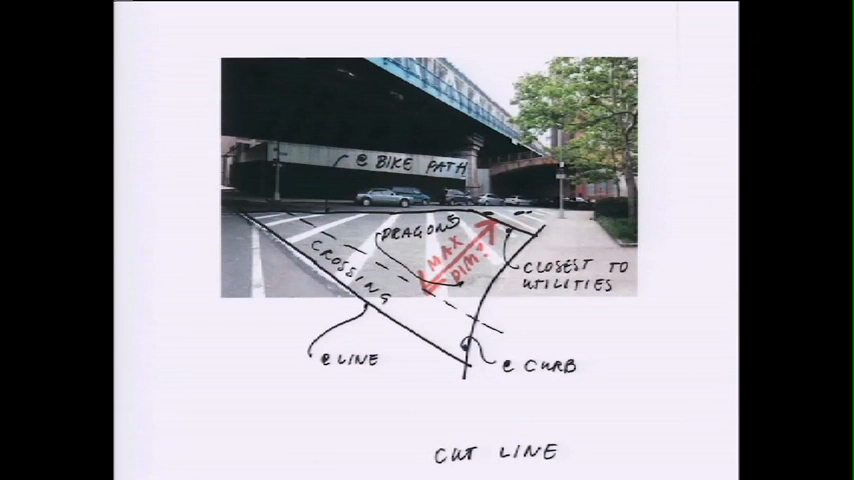 @ BIKE PATH
DRAGONS
CROSSING
MAX
DIM?
CLOSEST TO
UTILITIES
@ LINE
@ CURB
CUT LINE